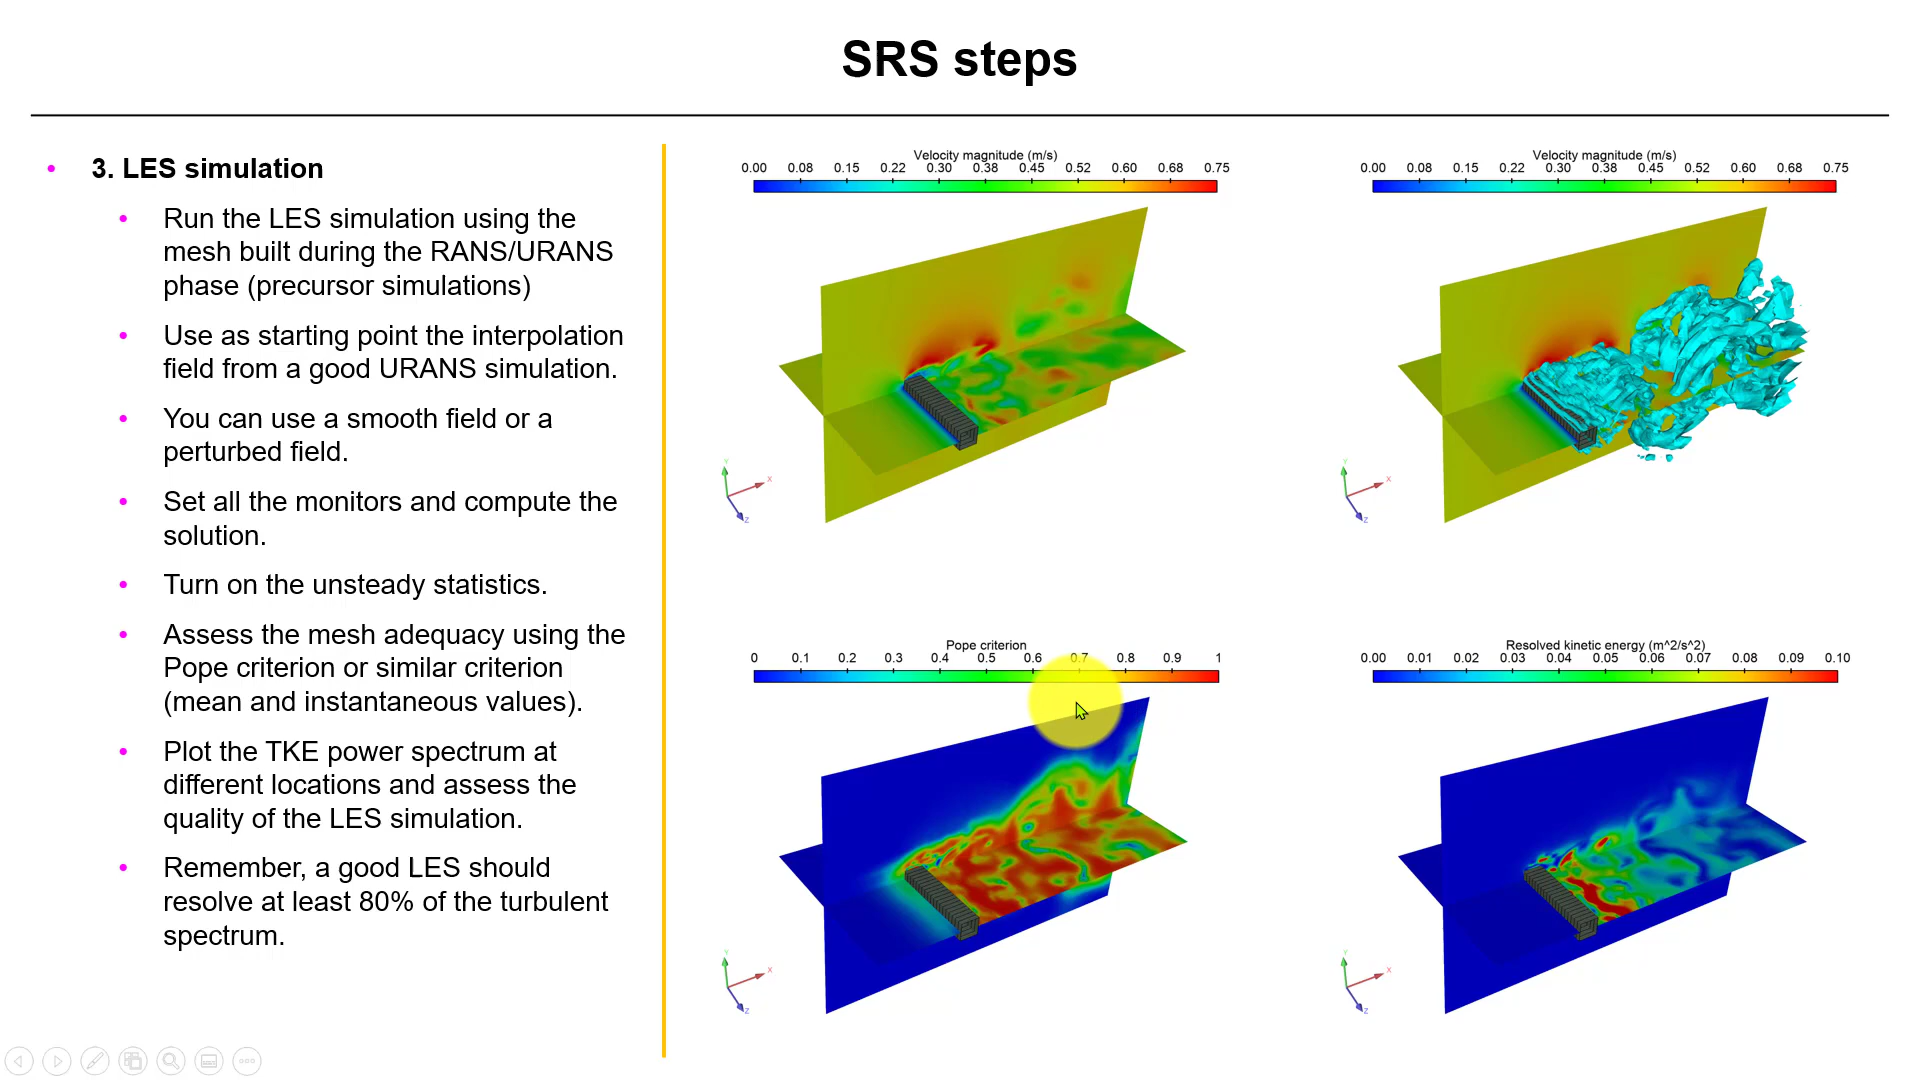 SRS steps
• 3. LES simulation
• Run the LES simulation using the
mesh built during the RANS/URANS
phase (precursor simulations)
• Use as starting point the interpolation
field from a good URANS simulation.
• You can use a smooth field or a
perturbed field.
• Set all the monitors and compute the
solution.
• Turn on the unsteady statistics.
• Assess the mesh adequacy using the
Pope criterion or similar criterion
(mean and instantaneous values).
• Plot the TKE power spectrum at
different locations and assess the
quality of the LES simulation.
• Remember, a good LES should
resolve at least 80% of the turbulent
spectrum.
Velocity magnitude (m/s)
0.00 0.08 0.15 0.22 0.30 0.38 0.45 0.52 0.60 0.68 0.75
Y
X
Z
Velocity magnitude (m/s)
0.00 0.08 0.15 0.22 0.30 0.38 0.45 0.52 0.60 0.68 0.75
Y
X
Z
Pope criterion
0 0.1 0.2 0.3 0.4 0.5 0.6 0.7 0.8 0.9 1
Y
X
Z
Resolved kinetic energy (m^2/s^2)
0.00 0.01 0.02 0.03 0.04 0.05 0.06 0.07 0.08 0.09 0.10
Y
X
Z